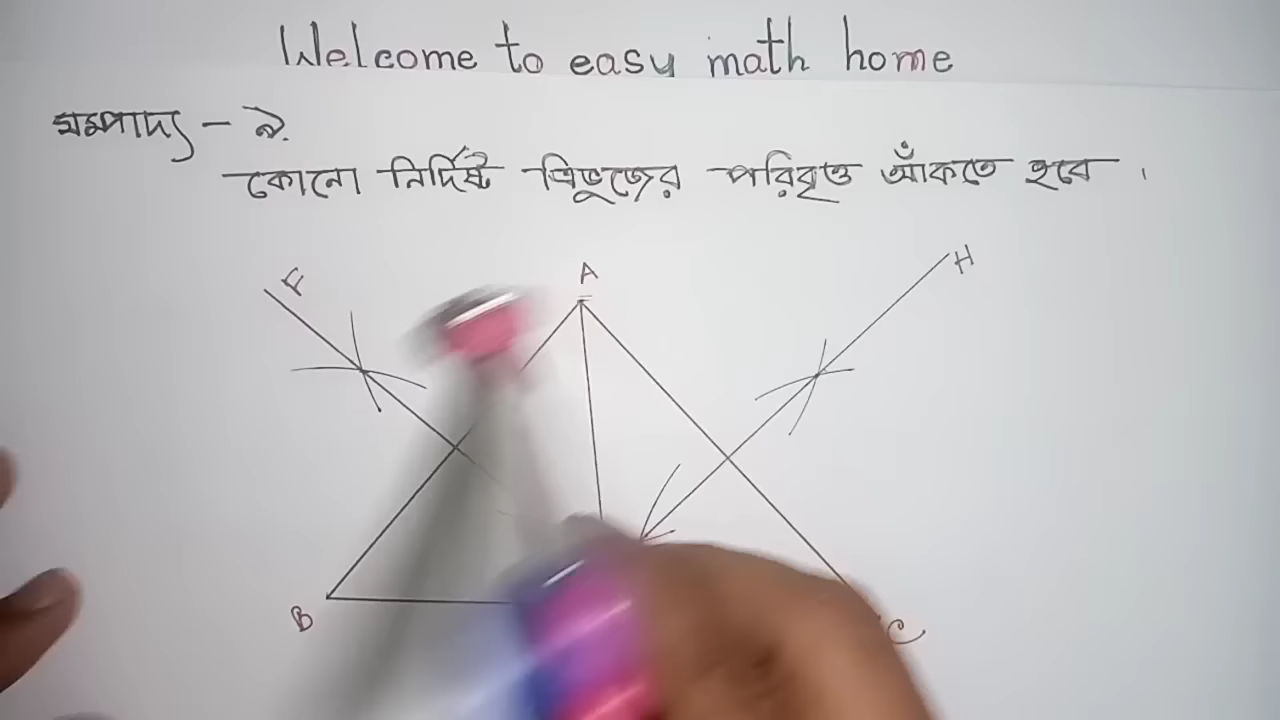 Welcome to easy math home
সম্পাদ্য - ৯.
কোনো নির্দিষ্ট ত্রিভুজের পরিবৃত্ত আঁকতে হবে ।
F
A
H
B
C